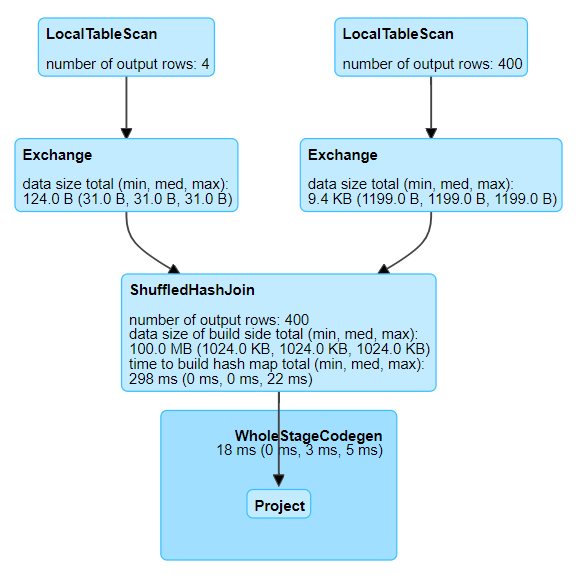 LocalTableScan
number of output rows: 4
LocalTableScan
number of output rows: 400
Exchange
data size total (min, med, max):
124.0 B (31.0 B, 31.0 B, 31.0 B)
Exchange
data size total (min, med, max):
9.4 KB (1199.0 B, 1199.0 B, 1199.0 B)
ShuffledHashJoin
number of output rows: 400
data size of build side total (min, med, max):
100.0 MB (1024.0 KB, 1024.0 KB, 1024.0 KB)
time to build hash map total (min, med, max):
298 ms (0 ms, 0 ms, 22 ms)
WholeStageCodegen
18 ms (0 ms, 3 ms, 5 ms)
Project